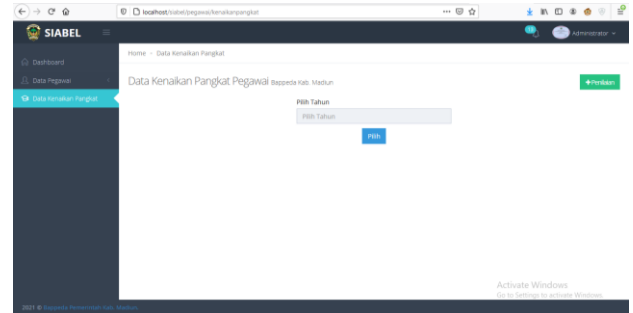 localhost/siabel/pegawai/kenaikanpangkat
SIABEL
Administrator
Home - Data Kenaikan Pangkat
Dashboard
Data Pegawai
Data Kenaikan Pangkat
Data Kenaikan Pangkat Pegawai Bappeda Kab. Madiun
+Penilaian
Pilih Tahun
Pilih Tahun
Pilih
Activate Windows
Go to Settings to activate Windows.
2021 © Bappeda Pemerintah Kab. Madiun